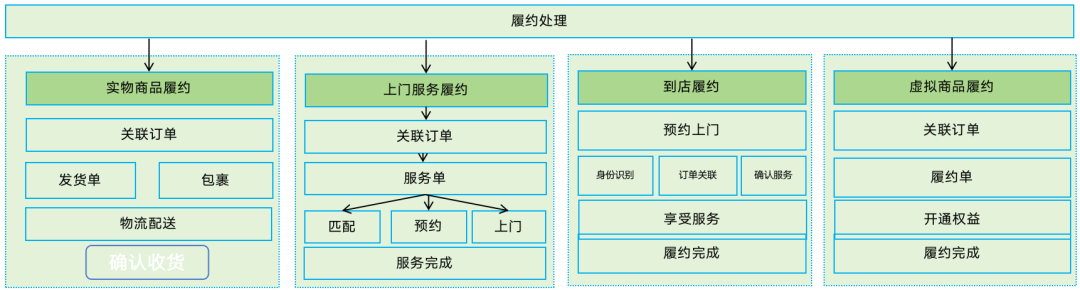 履约处理
实物商品履约
关联订单
发货单
包裹
物流配送
确认收货
上门服务履约
关联订单
服务单
匹配
预约
上门
服务完成
到店履约
预约上门
身份识别
订单关联
确认服务
享受服务
履约完成
虚拟商品履约
关联订单
履约单
开通权益
履约完成